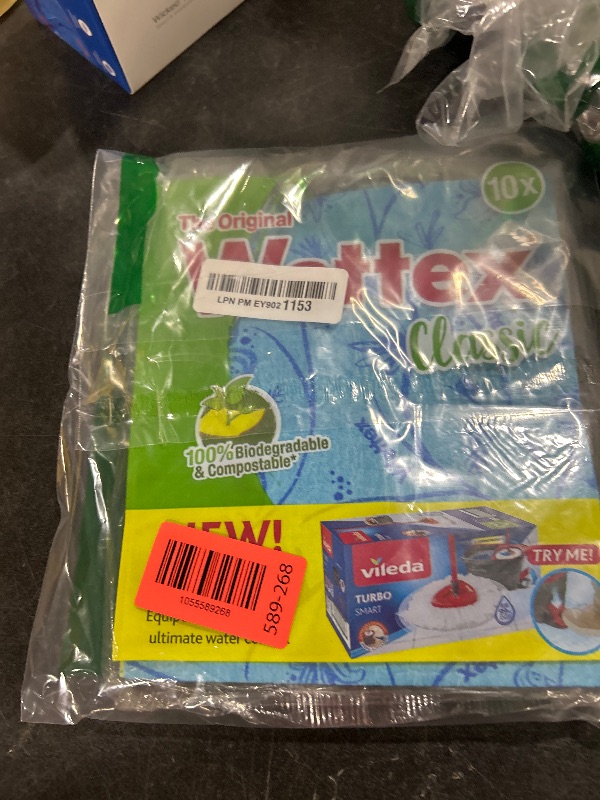 10x
The Original
Wettex
LPN PM EY902 1153
Classic
100% Biodegradable
& Compostable*
NEW!
vileda
TURBO
SMART
TRY ME!
1055589268
589-268
ultimate water